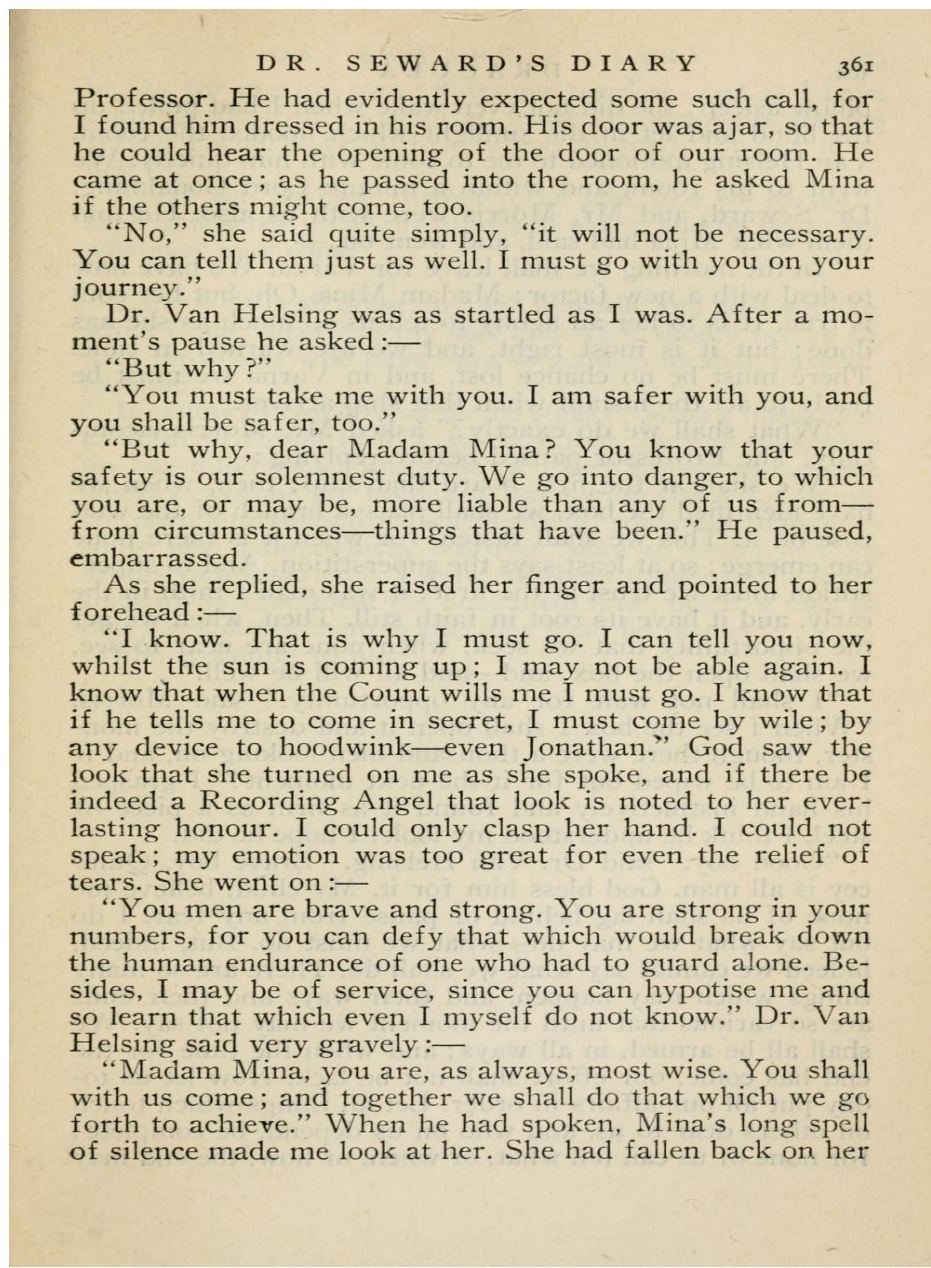 DR. SEWARD'S DIARY 361
Professor. He had evidently expected some such call, for
I found him dressed in his room. His door was ajar, so that
he could hear the opening of the door of our room. He
came at once; as he passed into the room, he asked Mina
if the others might come, too.
“No,” she said quite simply, “it will not be necessary.
You can tell them just as well. I must go with you on your
journey.”
Dr. Van Helsing was as startled as I was. After a mo-
ment's pause he asked:—
“But why?”
“You must take me with you. I am safer with you, and
you shall be safer, too.”
“But why, dear Madam Mina? You know that your
safety is our solemnest duty. We go into danger, to which
you are, or may be, more liable than any of us from—
from circumstances—things that have been.” He paused,
embarrassed.
As she replied, she raised her finger and pointed to her
forehead:—
“I know. That is why I must go. I can tell you now,
whilst the sun is coming up; I may not be able again. I
know that when the Count wills me I must go. I know that
if he tells me to come in secret, I must come by wile; by
any device to hoodwink—even Jonathan.” God saw the
look that she turned on me as she spoke, and if there be
indeed a Recording Angel that look is noted to her ever-
lasting honour. I could only clasp her hand. I could not
speak; my emotion was too great for even the relief of
tears. She went on:—
“You men are brave and strong. You are strong in your
numbers, for you can defy that which would break down
the human endurance of one who had to guard alone. Be-
sides, I may be of service, since you can hypotise me and
so learn that which even I myself do not know.” Dr. Van
Helsing said very gravely:—
“Madam Mina, you are, as always, most wise. You shall
with us come; and together we shall do that which we go
forth to achieve.” When he had spoken, Mina's long spell
of silence made me look at her. She had fallen back on her